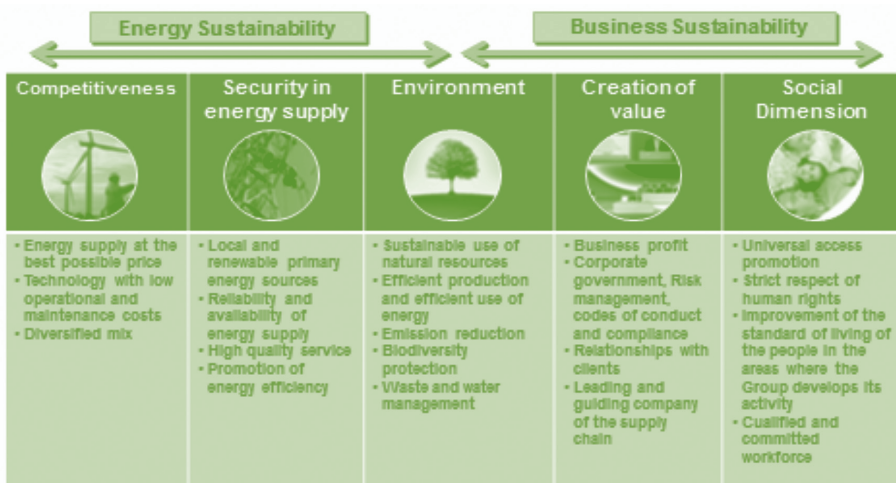 Energy Sustainability
Business Sustainability
Competitiveness
Security in
energy supply
Environment
Creation of
value
Social
Dimension
▪ Energy supply at the
best possible price
▪ Technology with low
operational and
maintenance costs
▪ Diversified mix
▪ Local and
renewable primary
energy sources
▪ Reliability and
availability of
energy supply
▪ High quality service
▪ Promotion of
energy efficiency
▪ Sustainable use of
natural resources
▪ Efficient production
and efficient use of
energy
▪ Emission reduction
▪ Biodiversity
protection
▪ Waste and water
management
▪ Business profit
▪ Corporate
government, Risk
management,
codes of conduct
and compliance
▪ Relationships with
clients
▪ Leading and
guiding company
of the supply
chain
▪ Universal access
promotion
▪ Strict respect of
human rights
▪ Improvement of the
standard of living of
the people in the
areas where the
Group develops its
activity
▪ Cualified and
committed
workforce